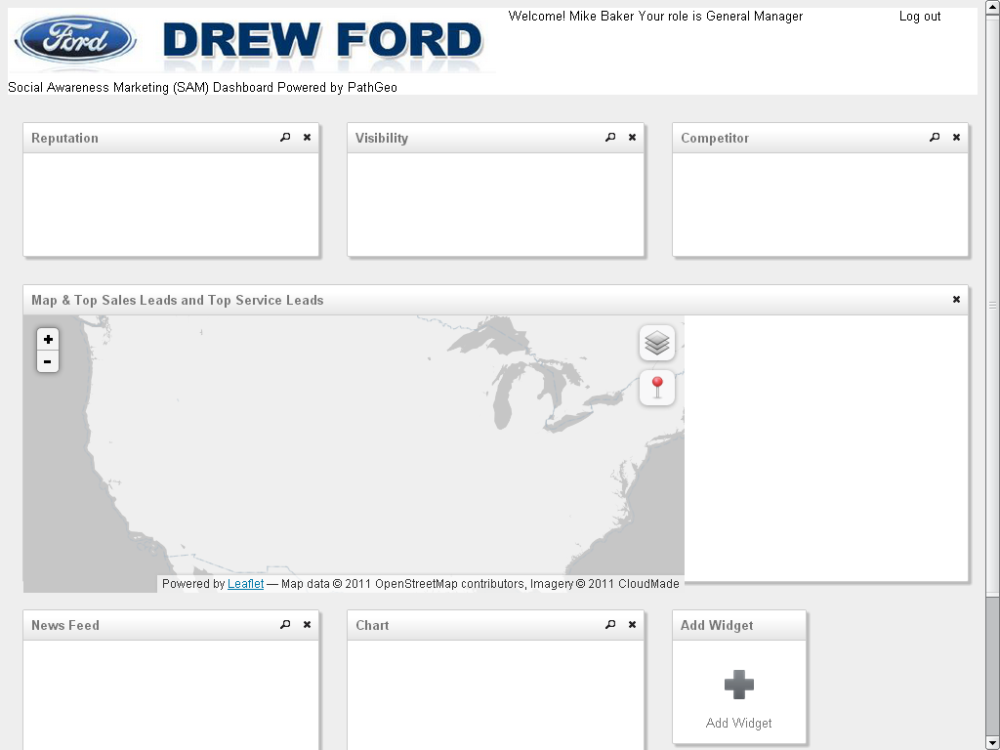 Ford
DREW FORD
Welcome! Mike Baker Your role is General Manager
Log out
Social Awareness Marketing (SAM) Dashboard Powered by PathGeo
Reputation
Visibility
Competitor
Map & Top Sales Leads and Top Service Leads
+
-
Powered by Leaflet — Map data © 2011 OpenStreetMap contributors, Imagery © 2011 CloudMade
News Feed
Chart
Add Widget
Add Widget